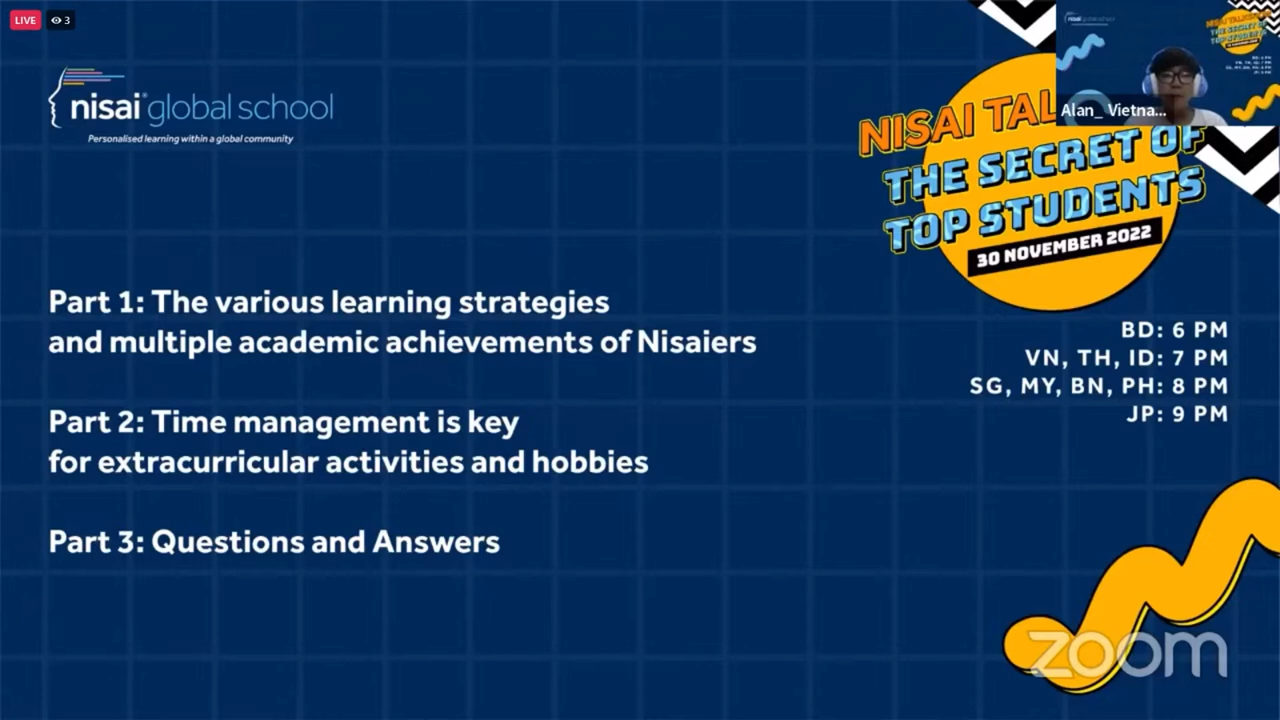 LIVE
3
nisai global school
Personalised learning within a global community
NISAI TAL
THE SECRET OF
TOP STUDENTS
30 NOVEMBER 2022
Alan_ Vietna...
Part 1: The various learning strategies
and multiple academic achievements of Nisaiers
Part 2: Time management is key
for extracurricular activities and hobbies
Part 3: Questions and Answers
BD: 6 PM
VN, TH, ID: 7 PM
SG, MY, BN, PH: 8 PM
JP: 9 PM
zoom